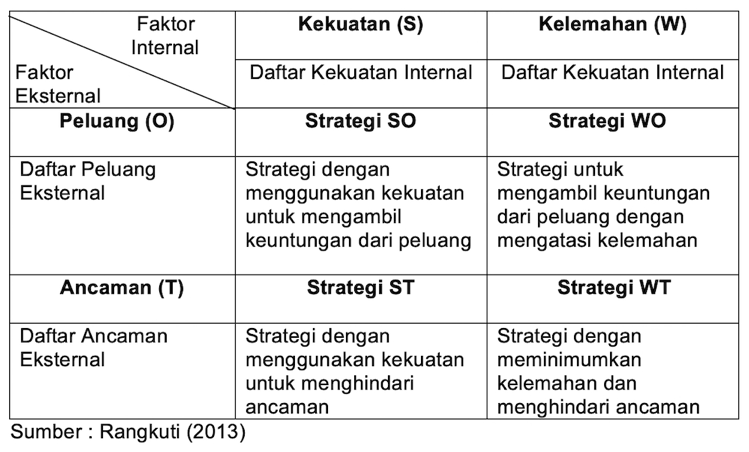 Faktor
Internal
Faktor
Eksternal
Kekuatan (S)
Kelemahan (W)
Daftar Kekuatan Internal
Daftar Kekuatan Internal
Peluang (O)
Strategi SO
Strategi WO
Daftar Peluang
Eksternal
Strategi dengan
menggunakan kekuatan
untuk mengambil
keuntungan dari peluang
Strategi untuk
mengambil keuntungan
dari peluang dengan
mengatasi kelemahan
Ancaman (T)
Strategi ST
Strategi WT
Daftar Ancaman
Eksternal
Strategi dengan
menggunakan kekuatan
untuk menghindari
ancaman
Strategi dengan
meminimumkan
kelemahan dan
menghindari ancaman
Sumber : Rangkuti (2013)